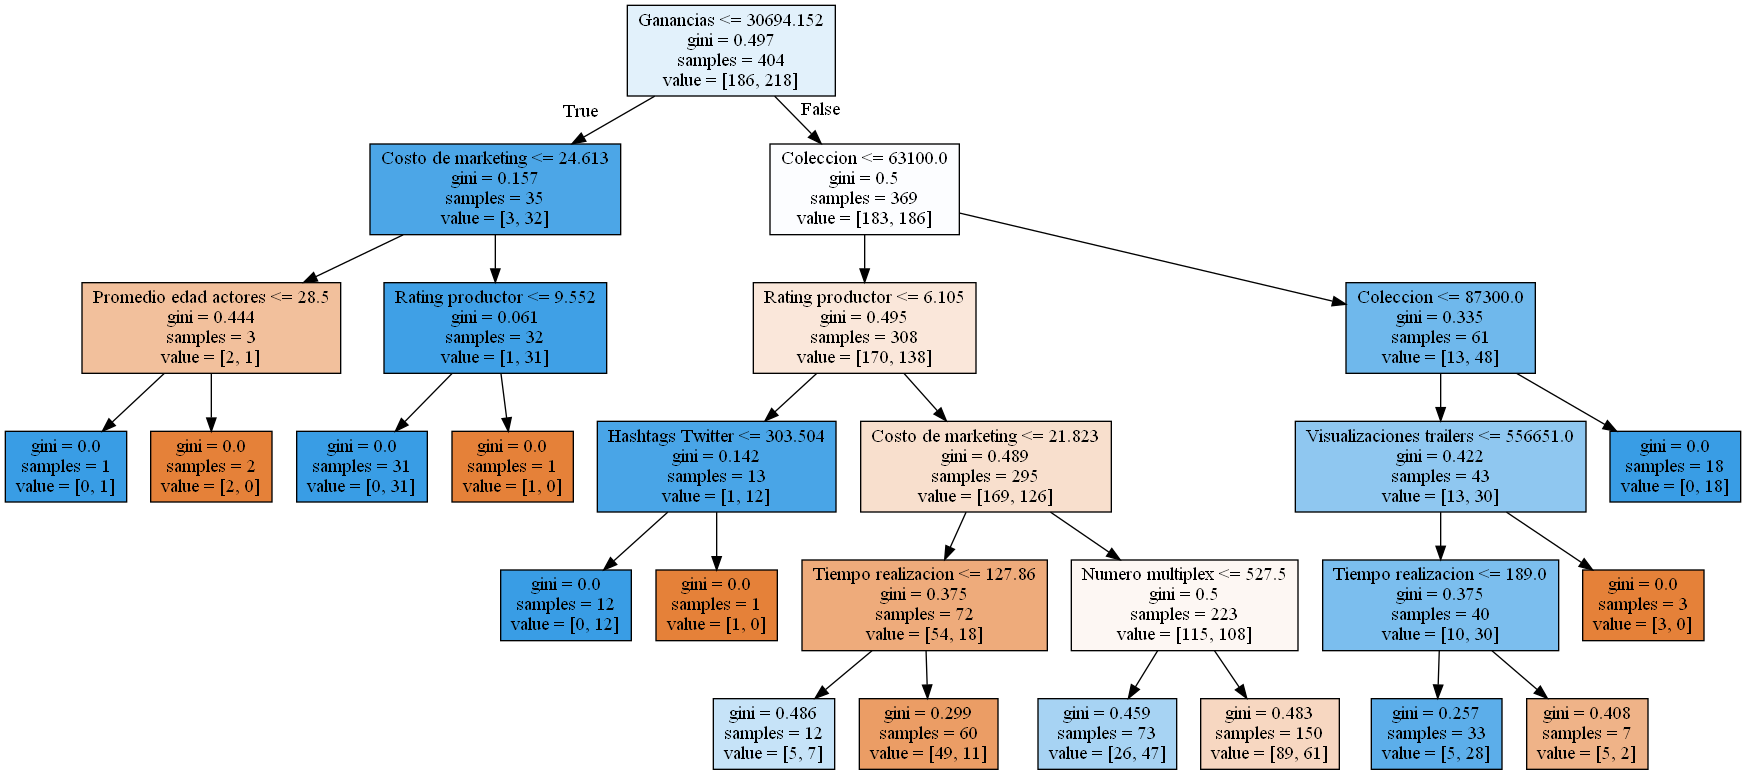 Ganancias <= 30694.152
gini = 0.497
samples = 404
value = [186, 218]
True
False
Costo de marketing <= 24.613
gini = 0.157
samples = 35
value = [3, 32]
Coleccion <= 63100.0
gini = 0.5
samples = 369
value = [183, 186]
Promedio edad actores <= 28.5
gini = 0.444
samples = 3
value = [2, 1]
Rating productor <= 9.552
gini = 0.061
samples = 32
value = [1, 31]
Rating productor <= 6.105
gini = 0.495
samples = 308
value = [170, 138]
Coleccion <= 87300.0
gini = 0.335
samples = 61
value = [13, 48]
gini = 0.0
samples = 1
value = [0, 1]
gini = 0.0
samples = 2
value = [2, 0]
gini = 0.0
samples = 31
value = [0, 31]
gini = 0.0
samples = 1
value = [1, 0]
Hashtags Twitter <= 303.504
gini = 0.142
samples = 13
value = [1, 12]
Costo de marketing <= 21.823
gini = 0.489
samples = 295
value = [169, 126]
Visualizaciones trailers <= 556651.0
gini = 0.422
samples = 43
value = [13, 30]
gini = 0.0
samples = 18
value = [0, 18]
gini = 0.0
samples = 12
value = [0, 12]
gini = 0.0
samples = 1
value = [1, 0]
Tiempo realizacion <= 127.86
gini = 0.375
samples = 72
value = [54, 18]
Numero multiplex <= 527.5
gini = 0.5
samples = 223
value = [115, 108]
Tiempo realizacion <= 189.0
gini = 0.375
samples = 40
value = [10, 30]
gini = 0.0
samples = 3
value = [3, 0]
gini = 0.486
samples = 12
value = [5, 7]
gini = 0.299
samples = 60
value = [49, 11]
gini = 0.459
samples = 73
value = [26, 47]
gini = 0.483
samples = 150
value = [89, 61]
gini = 0.257
samples = 33
value = [5, 28]
gini = 0.408
samples = 7
value = [5, 2]